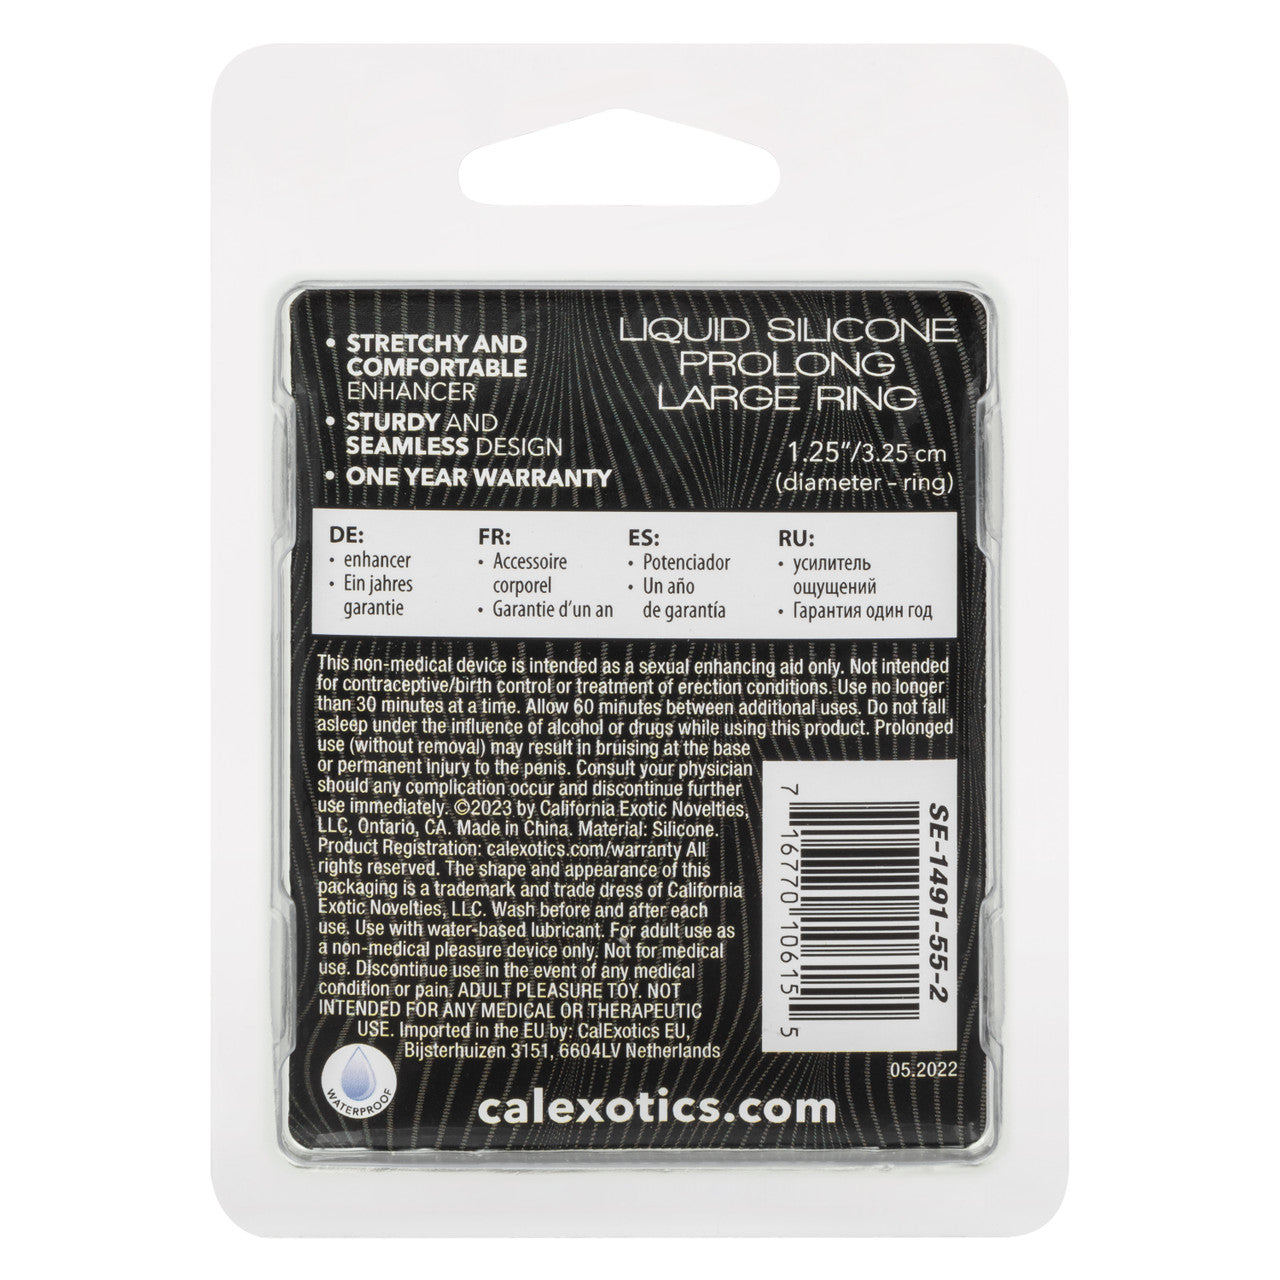 • STRETCHY AND
COMFORTABLE
ENHANCER
• STURDY AND
SEAMLESS DESIGN
• ONE YEAR WARRANTY
LIQUID SILICONE
PROLONG
LARGE RING
1.25"/3.25 cm
(diameter - ring)
DE:
• enhancer
• Ein jahres
garantie
FR:
• Accessoire
corporel
• Garantie d'un an
ES:
• Potenciador
• Un año
de garantía
RU:
• усилитель
ощущений
• Гарантия один год
This non-medical device is intended as a sexual enhancing aid only. Not intended
for contraceptive/birth control or treatment of erection conditions. Use no longer
than 30 minutes at a time. Allow 60 minutes between additional uses. Do not fall
asleep under the influence of alcohol or drugs while using this product. Prolonged
use (without removal) may result in bruising at the base
or permanent injury to the penis. Consult your physician
should any complication occur and discontinue further
use immediately. ©2023 by California Exotic Novelties,
LLC, Ontario, CA. Made in China. Material: Silicone.
Product Registration: calexotics.com/warranty All
rights reserved. The shape and appearance of this
packaging is a trademark and trade dress of California
Exotic Novelties, LLC. Wash before and after each
use. Use with water-based lubricant. For adult use as
a non-medical pleasure device only. Not for medical
use. Discontinue use in the event of any medical
condition or pain. ADULT PLEASURE TOY. NOT
INTENDED FOR ANY MEDICAL OR THERAPEUTIC
USE. Imported in the EU by: CalExotics EU,
Bijsterhuizen 3151, 6604LV Netherlands
7 16770 10615 5
SE-1491-55-2
05.2022
WATERPROOF
calexotics.com